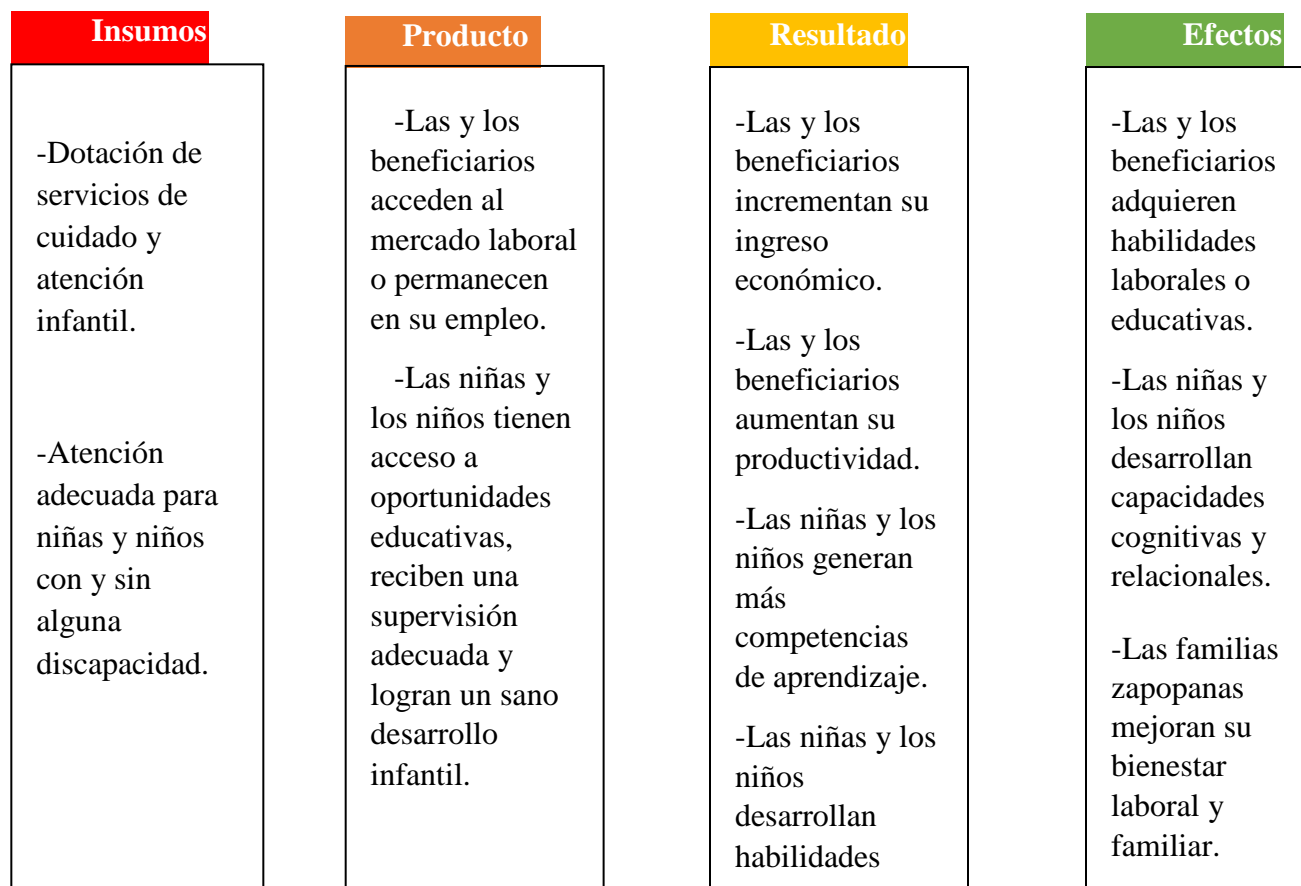 Insumos
-Dotación de
servicios de
cuidado y
atención
infantil.
-Atención
adecuada para
niñas y niños
con y sin
alguna
discapacidad.
Producto
-Las y los
beneficiarios
acceden al
mercado laboral
o permanecen
en su empleo.
-Las niñas y
los niños tienen
acceso a
oportunidades
educativas,
reciben una
supervisión
adecuada y
logran un sano
desarrollo
infantil.
Resultado
-Las y los
beneficiarios
incrementan su
ingreso
económico.
-Las y los
beneficiarios
aumentan su
productividad.
-Las niñas y los
niños generan
más
competencias
de aprendizaje.
-Las niñas y los
niños
desarrollan
habilidades
Efectos
-Las y los
beneficiarios
adquieren
habilidades
laborales o
educativas.
-Las niñas y
los niños
desarrollan
capacidades
cognitivas y
relacionales.
-Las familias
zapopanas
mejoran su
bienestar
laboral y
familiar.